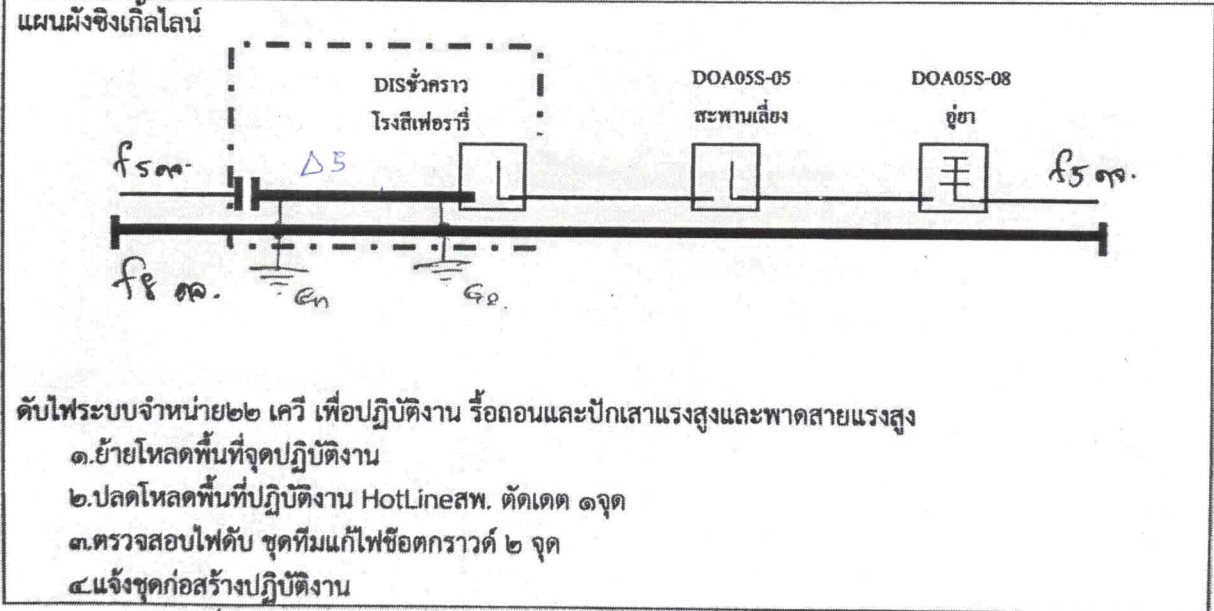 แผนผังซิงเกิ้ลไลน์
DISชั่วคราว
โรงสีเฟอรารี่
DOA05S-05
สะพานเลี่ยง
DOA05S-08
อู่ยา
Δ5
G2.
ดับไฟระบบจำหน่าย๒๒ เควี เพื่อปฏิบัติงาน รื้อถอนและปักเสาแรงสูงและพาดสายแรงสูง
๑.ย้ายโหลดพื้นที่จุดปฏิบัติงาน
๒.ปลดโหลดพื้นที่ปฏิบัติงาน HotLineสพ. ตัดเดต ๑จุด
๓.ตรวจสอบไฟดับ ชุดทีมแก้ไฟช๊อตกราวด์ ๒ จุด
๔.แจ้งชุดก่อสร้างปฏิบัติงาน